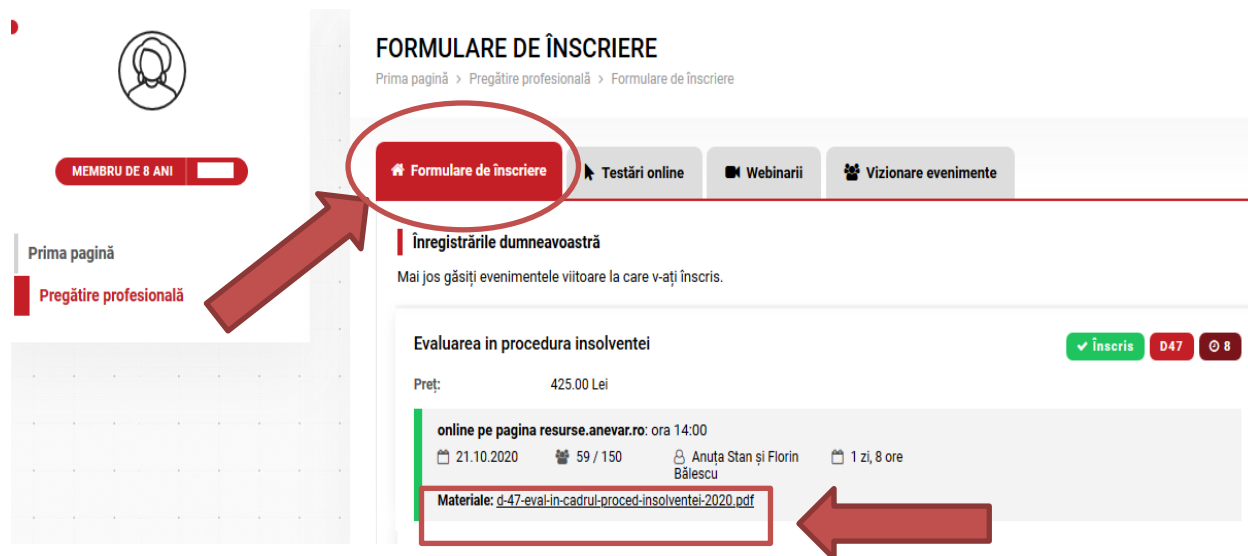 FORMULARE DE ÎNSCRIERE
Prima pagină > Pregătire profesională > Formulare de înscriere
MEMBRU DE 8 ANI
Prima pagină
Pregătire profesională
Formulare de înscriere
Testări online
Webinarii
Vizionare evenimente
Înregistrările dumneavoastră
Mai jos găsiți evenimentele viitoare la care v-ați înscris.
Evaluarea in procedura insolventei
Înscris
D47
8
Preț: 425.00 Lei
online pe pagina resurse.anevar.ro: ora 14:00
21.10.2020 59 / 150 Anuța Stan și Florin
Bălescu
1 zi, 8 ore
Materiale: d-47-eval-in-cadrul-proced-insolventei-2020.pdf